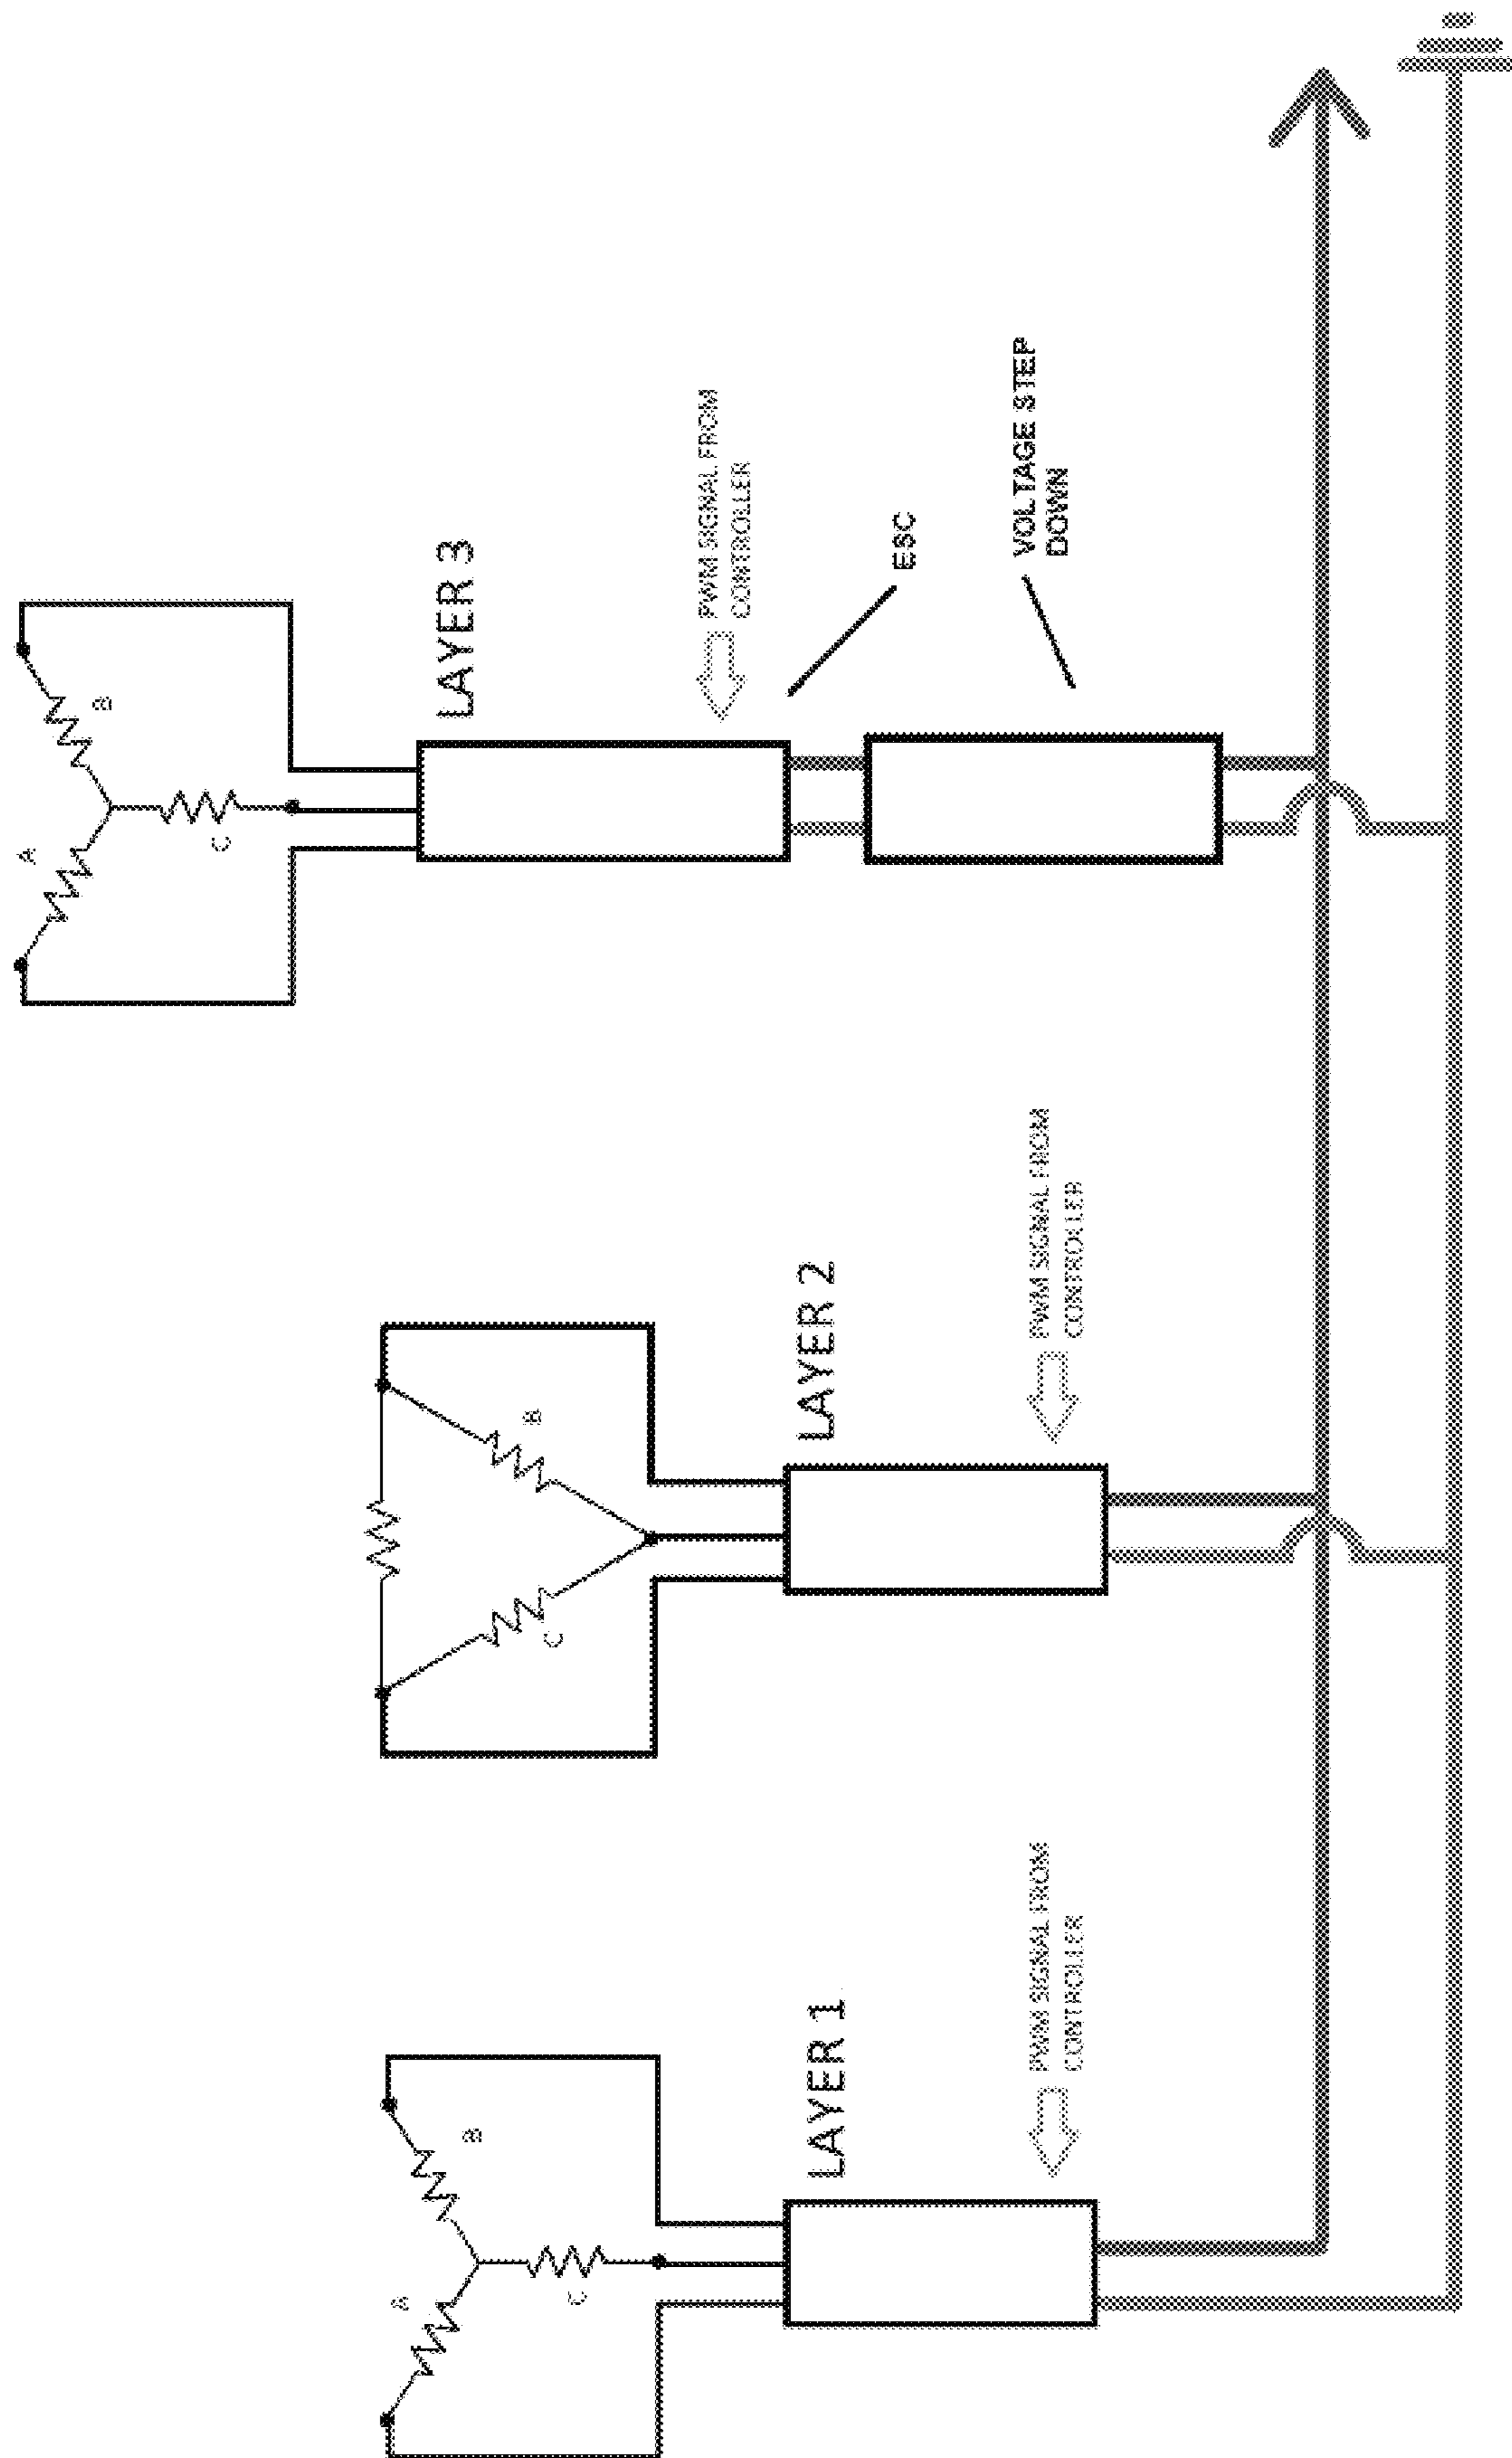 A
B
C
LAYER 1
PWM SIGNAL FROM
CONTROLLER
B
C
LAYER 2
PWM SIGNAL FROM
CONTROLLER
A
B
C
LAYER 3
PWM SIGNAL FROM
CONTROLLER
ESC
VOLTAGE STEP
DOWN